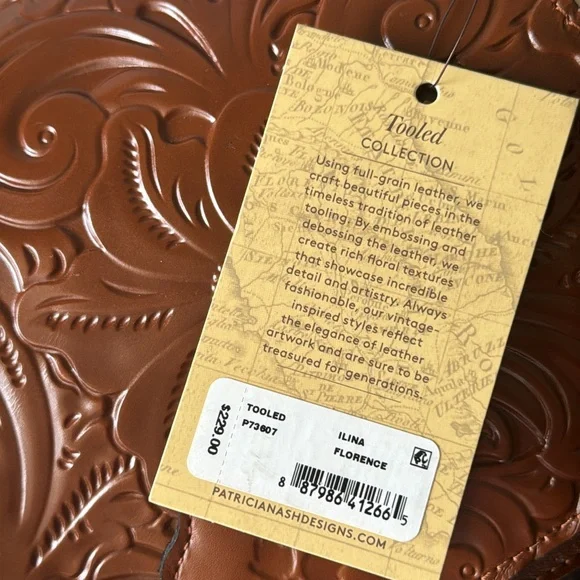 Tooled
COLLECTION
Using full-grain leather, we
craft beautiful pieces in the
timeless tradition of leather
tooling. By embossing and
debossing the leather, we
create rich floral textures
that showcase incredible
detail and artistry. Always
fashionable, our vintage-
inspired styles reflect
the elegance of leather
artwork and are sure to be
treasured for generations.
$229.00
TOOLED
P73607
ILINA
FLORENCE
8 87986 41266 5
PATRICIANASHDESIGNS.COM